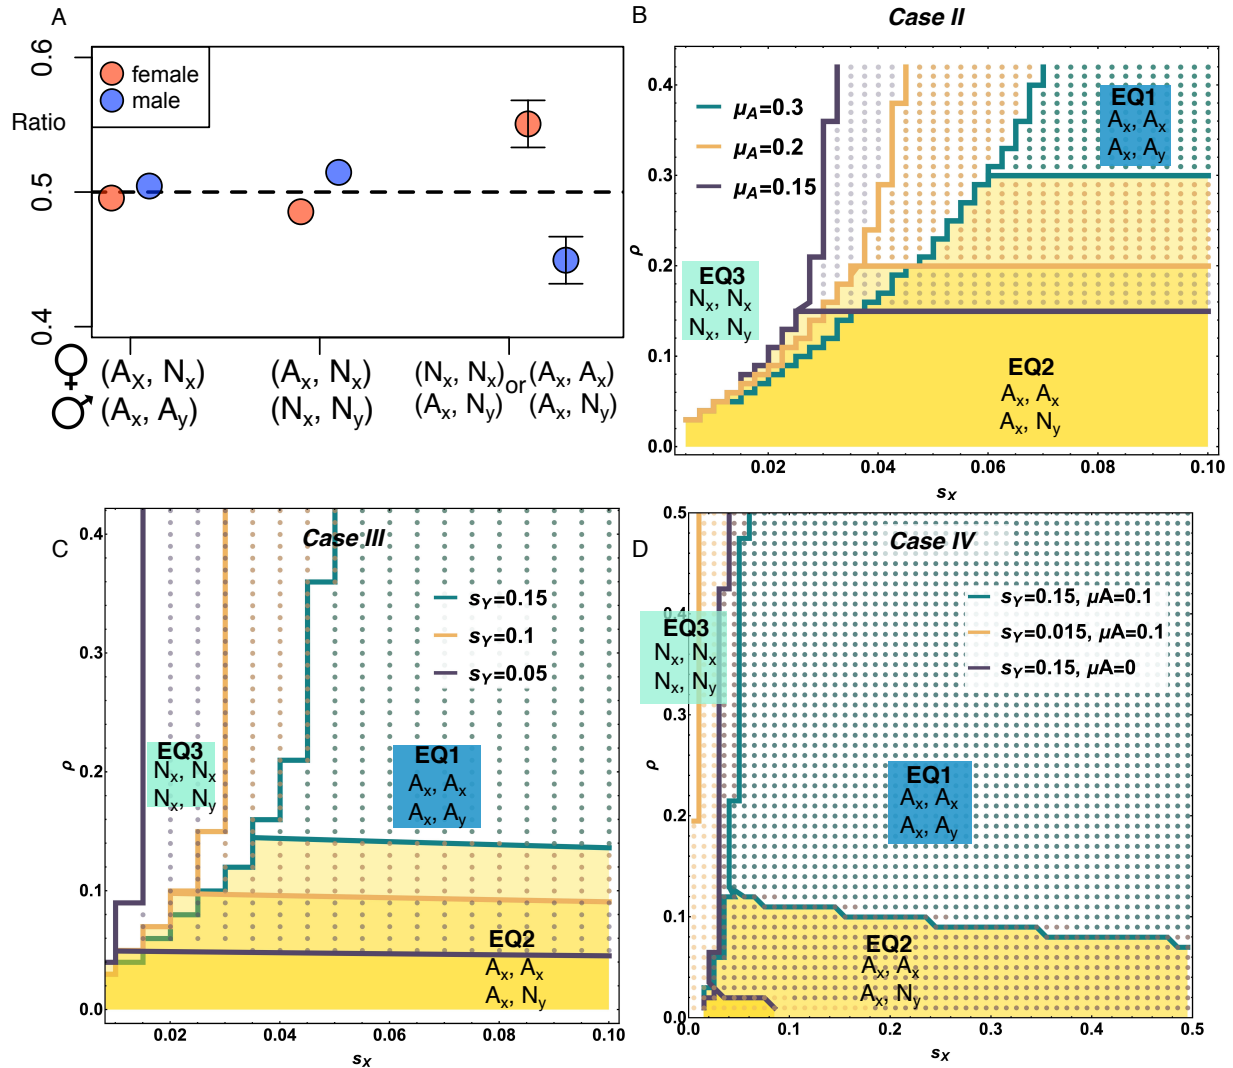 A
0.6
Ratio
0.5
0.4
female
male
♀ (Ax, Nx) (Ax, Nx) (Nx, Nx) or (Ax, Ax)
♂ (Ax, Ay) (Nx, Ny) (Ax, Ny) (Ax, Ny)
B
Case II
0.4
0.3
0.2
0.1
0.0
ρ
μA=0.3
μA=0.2
μA=0.15
EQ1
Ax, Ax
Ax, Ay
EQ3
Nx, Nx
Nx, Ny
EQ2
Ax, Ax
Ax, Ny
0.02 0.04 0.06 0.08 0.10
sX
C
Case III
0.4
0.3
0.2
0.1
0.0
ρ
sY=0.15
sY=0.1
sY=0.05
EQ3
Nx, Nx
Nx, Ny
EQ1
Ax, Ax
Ax, Ay
EQ2
Ax, Ax
Ax, Ny
0.02 0.04 0.06 0.08 0.10
sX
D
Case IV
0.5
0.4
0.3
0.2
0.1
0.0
ρ
sY=0.15, μA=0.1
sY=0.015, μA=0.1
sY=0.15, μA=0
EQ3
Nx, Nx
Nx, Ny
EQ1
Ax, Ax
Ax, Ay
EQ2
Ax, Ax
Ax, Ny
0.0 0.1 0.2 0.3 0.4 0.5
sX